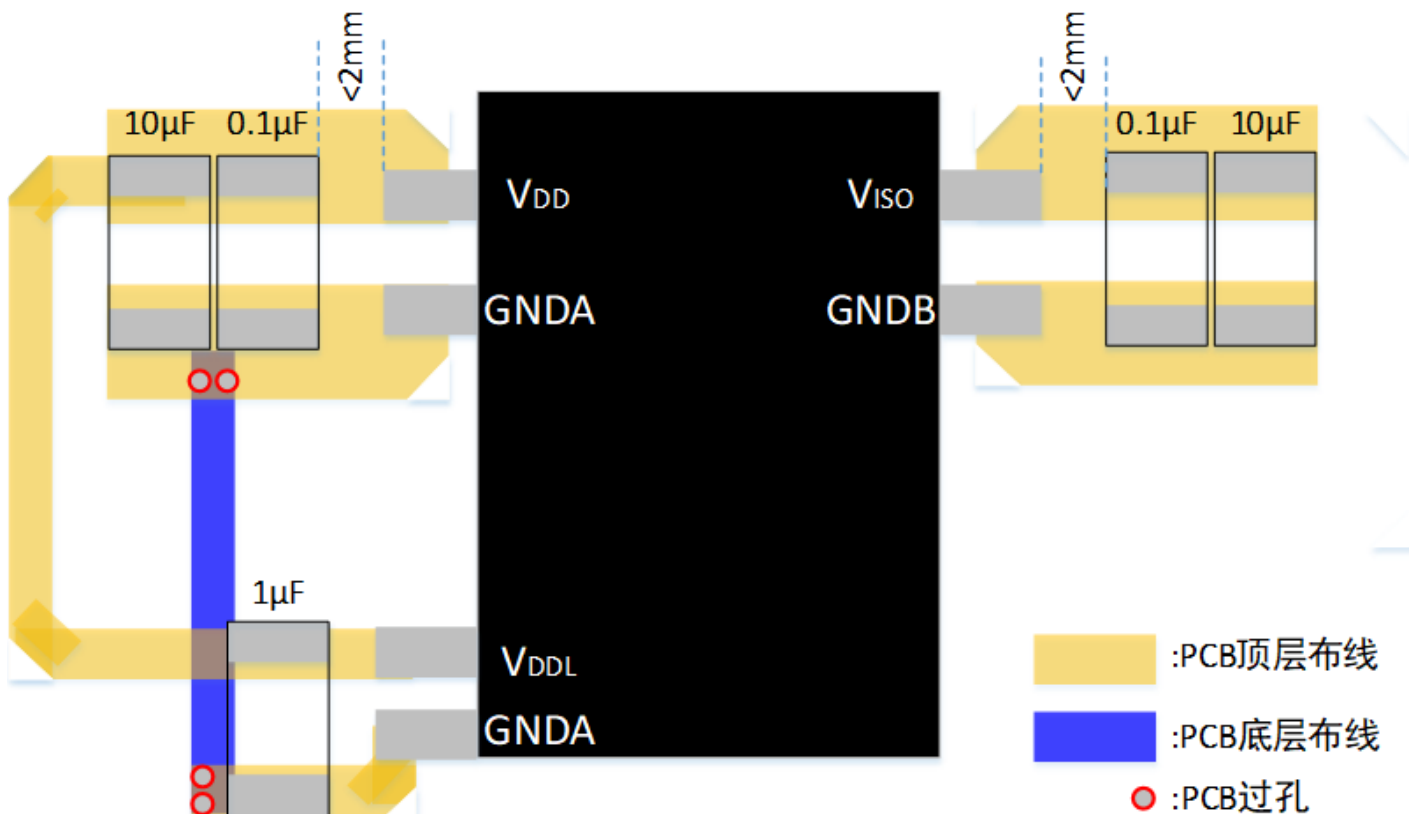 <2mm
<2mm
10μF 0.1μF
0.1μF 10μF
VDD
VISO
GNDA
GNDB
1μF
VDDL
GNDA
:PCB顶层布线
:PCB底层布线
:PCB过孔